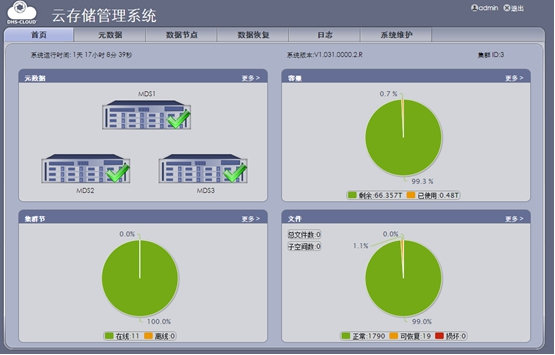 DHS-CLOUD
云存储管理系统
admin 退出
首页 元数据 数据节点 数据恢复 日志 系统维护
系统运行时间: 1天 17小时 8分 39秒 系统版本:V1.031.0000.2.R 集群 ID:3
元数据 更多 >
MDS1
MDS2 MDS3
容量 更多 >
0.7 %
99.3 %
剩余:66.357T 已使用:0.48T
集群节 更多 >
0.0%
100.0%
在线:11 离线:0
文件 更多 >
总文件数:0
子空间数:0
0.0%
1.1%
99.0%
正常:1790 可恢复:19 损坏:0